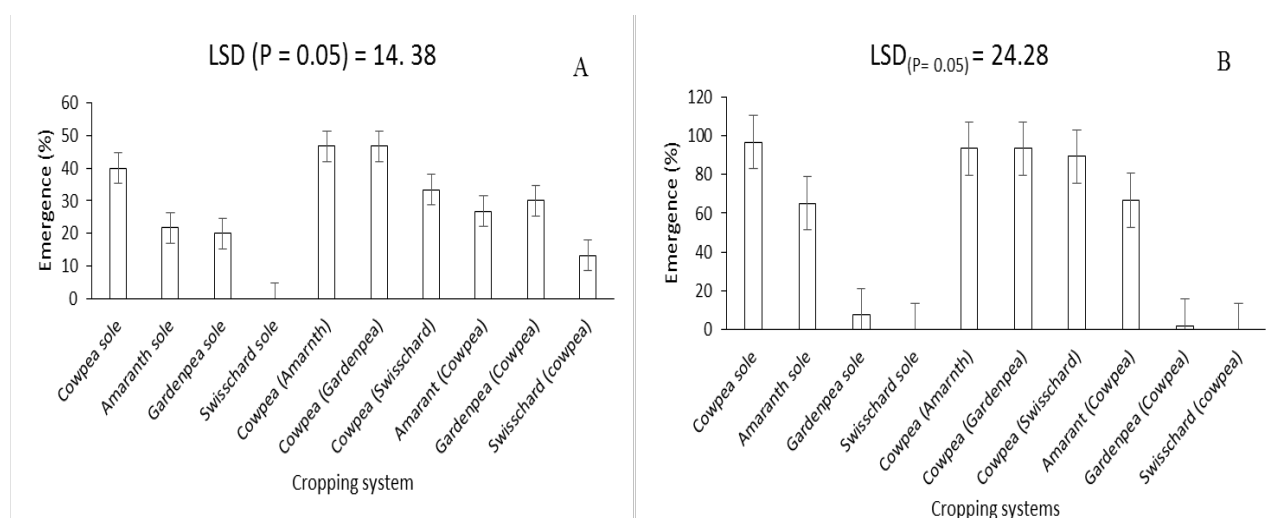 LSD (P = 0.05) = 14. 38
A
Emergence (%)
60
50
40
30
20
10
0
Cowpea sole
Amaranth sole
Gardenpea sole
Swisschard sole
Cowpea (Amarnth)
Cowpea (Gardenpea)
Cowpea (Swisschard)
Amarant (Cowpea)
Gardenpea (Cowpea)
Swisschard (cowpea)
Cropping system
LSD(P= 0.05) = 24.28
B
Emergence (%)
120
100
80
60
40
20
0
Cowpea sole
Amaranth sole
Gardenpea sole
Swisschard sole
Cowpea (Amarnth)
Cowpea (Gardenpea)
Cowpea (Swisschard)
Amarant (Cowpea)
Gardenpea (Cowpea)
Swisschard (cowpea)
Cropping systems